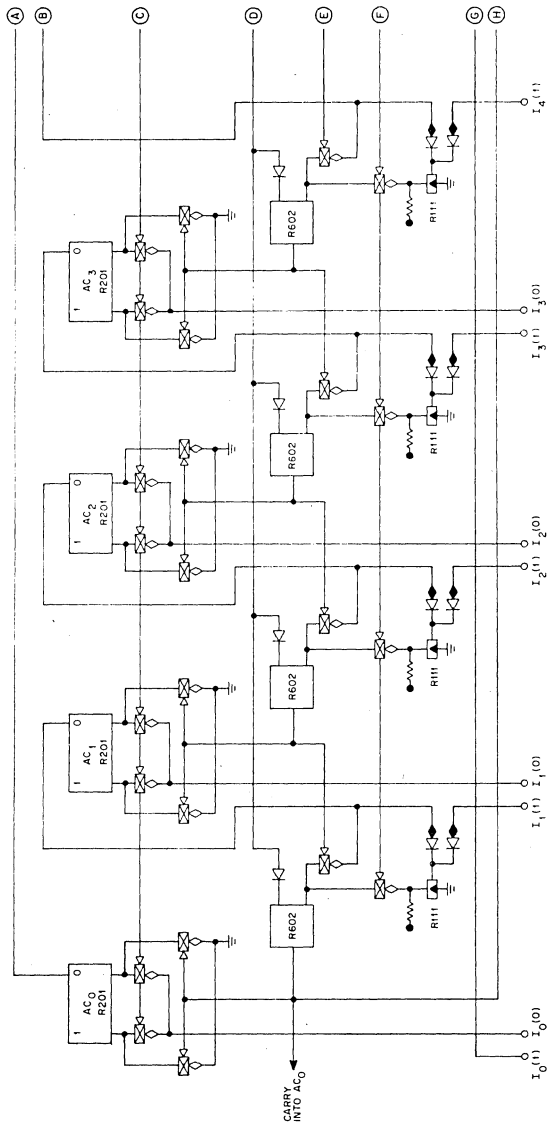 A
B
C
D
E
F
G
H
1 AC0 0
R201
1 AC1 0
R201
1 AC2 0
R201
1 AC3 0
R201
R602
R602
R602
R602
R111
R111
R111
R111
CARRY
INTO AC0
I0(1)
I0(0)
I1(1)
I1(0)
I2(1)
I2(0)
I3(1)
I3(0)
I4(1)